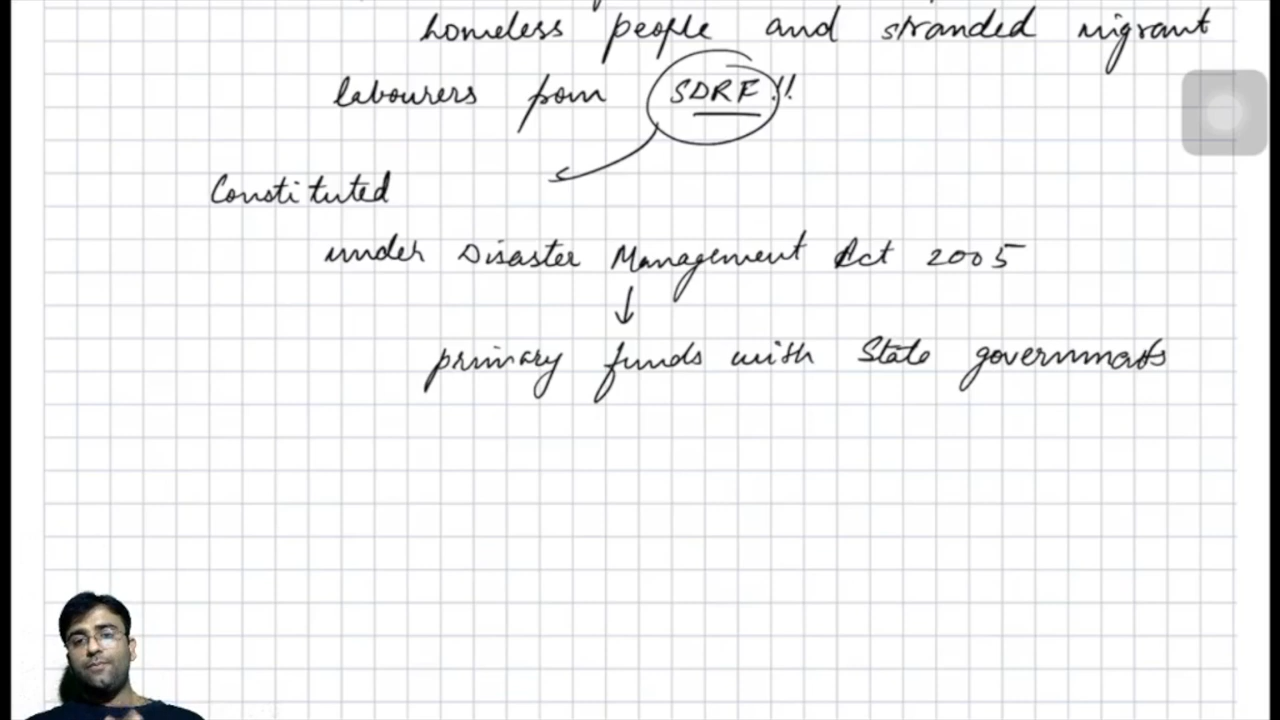 homeless people and stranded migrant
labourers from SDRF !!
Constituted
under Disaster Management Act 2005
↓
primary funds with State governments